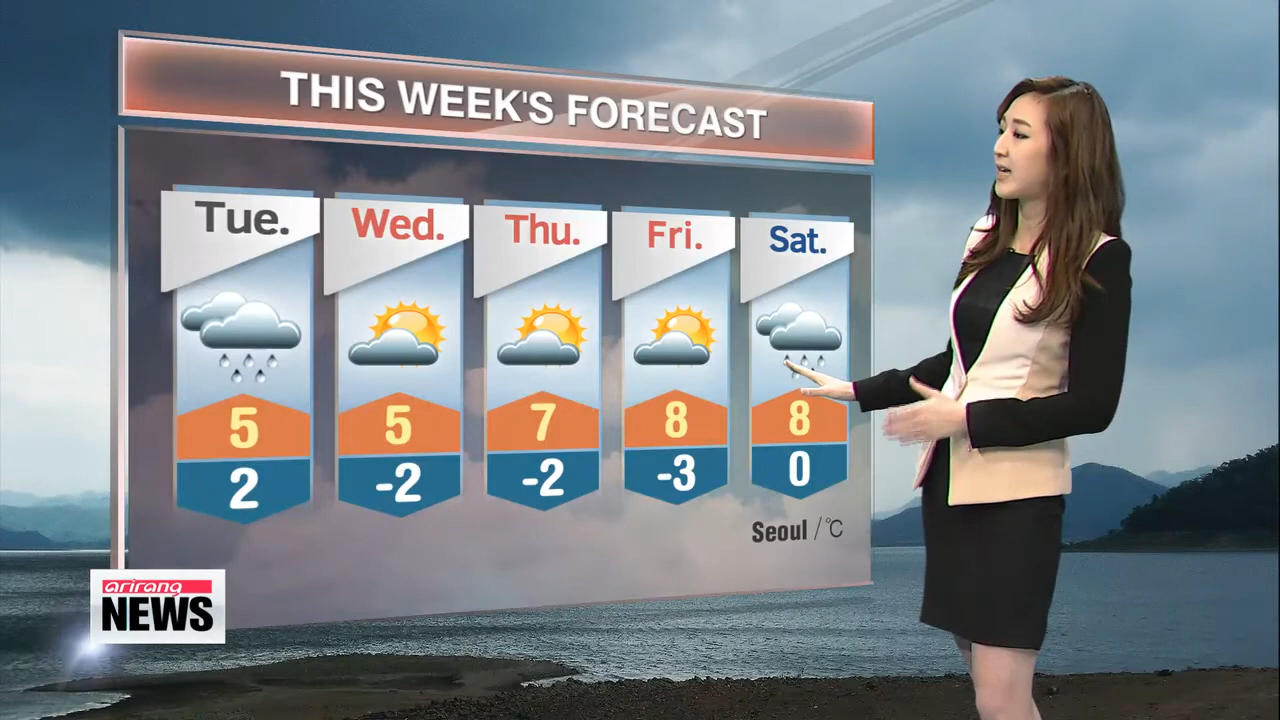 THIS WEEK'S FORECAST
Tue. Wed. Thu. Fri. Sat.
5 5 7 8 8
2 -2 -2 -3 0
Seoul / °C
arirang
NEWS